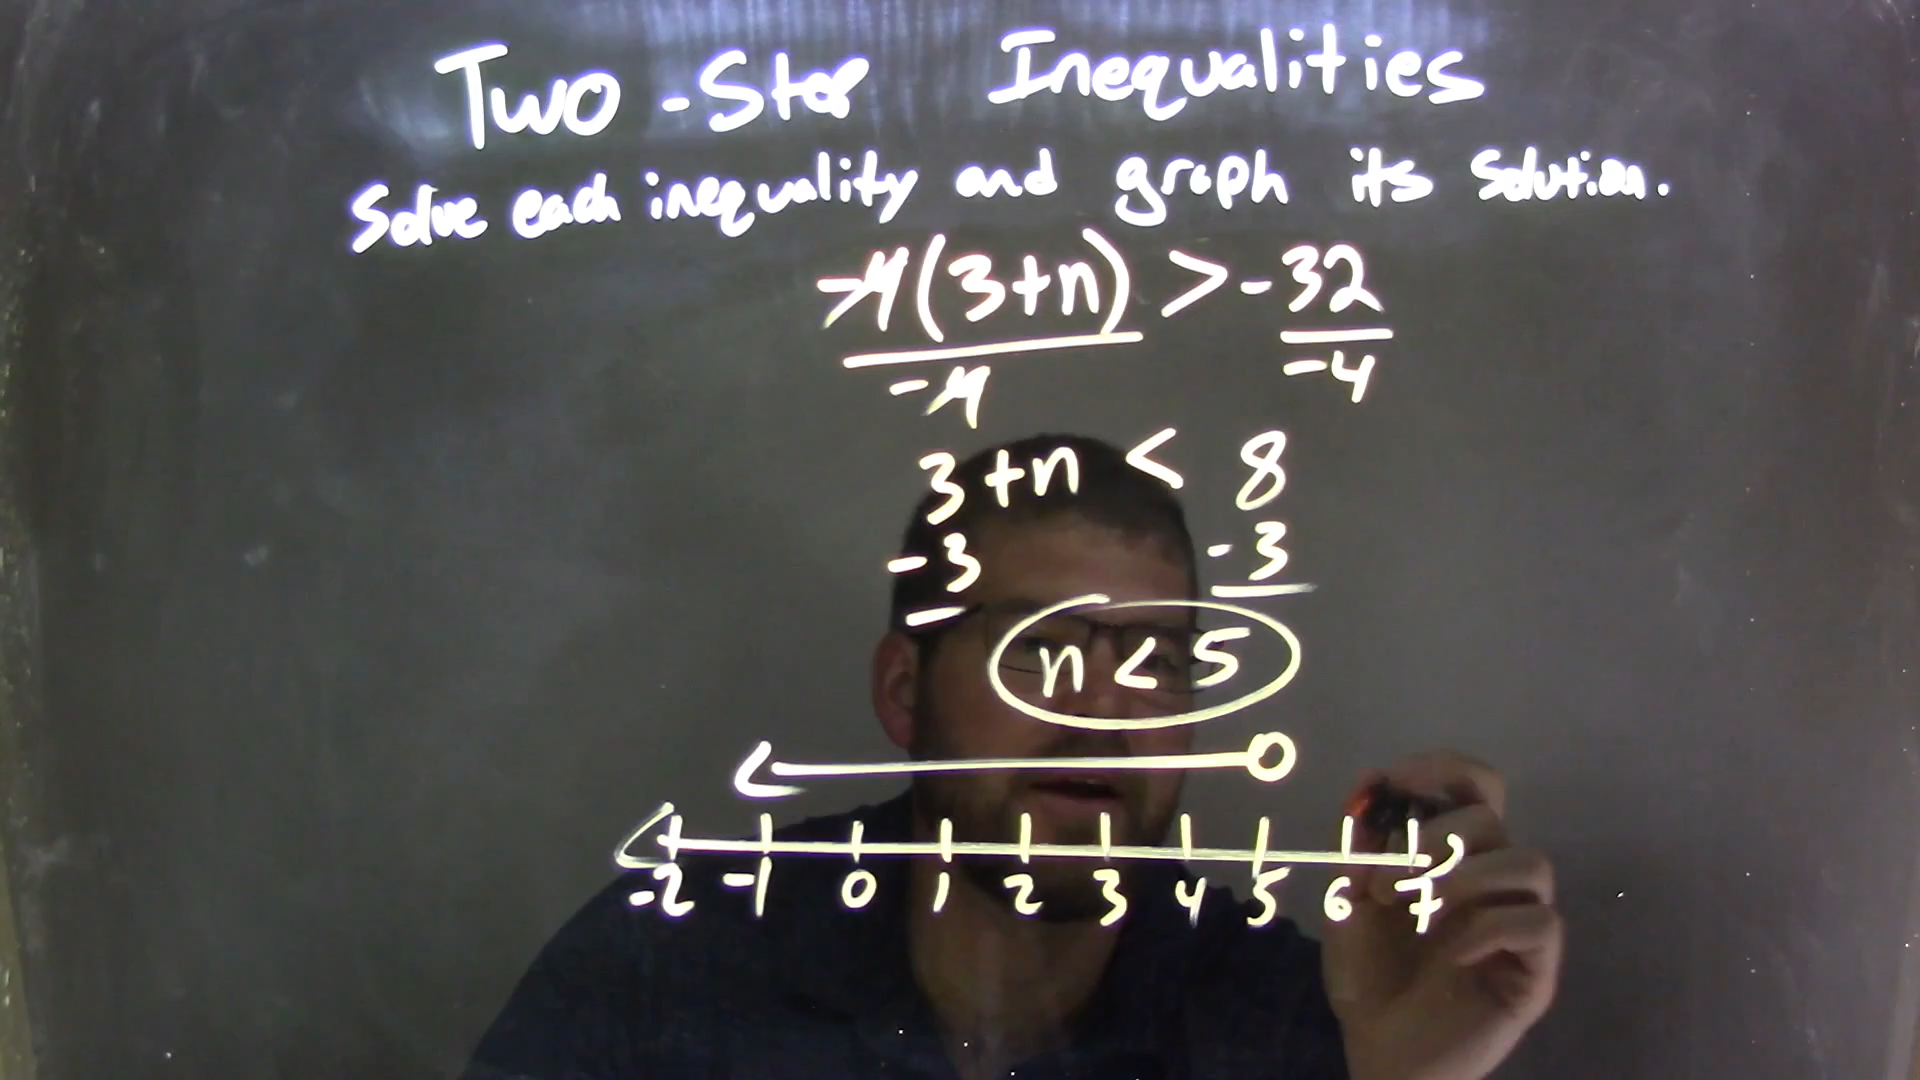 Two-Step Inequalities
Solve each inequality and graph its solution.
-4(3+n) > -32
-4 -4
3+n < 8
-3 -3
n < 5
-2 -1 0 1 2 3 4 5 6 7